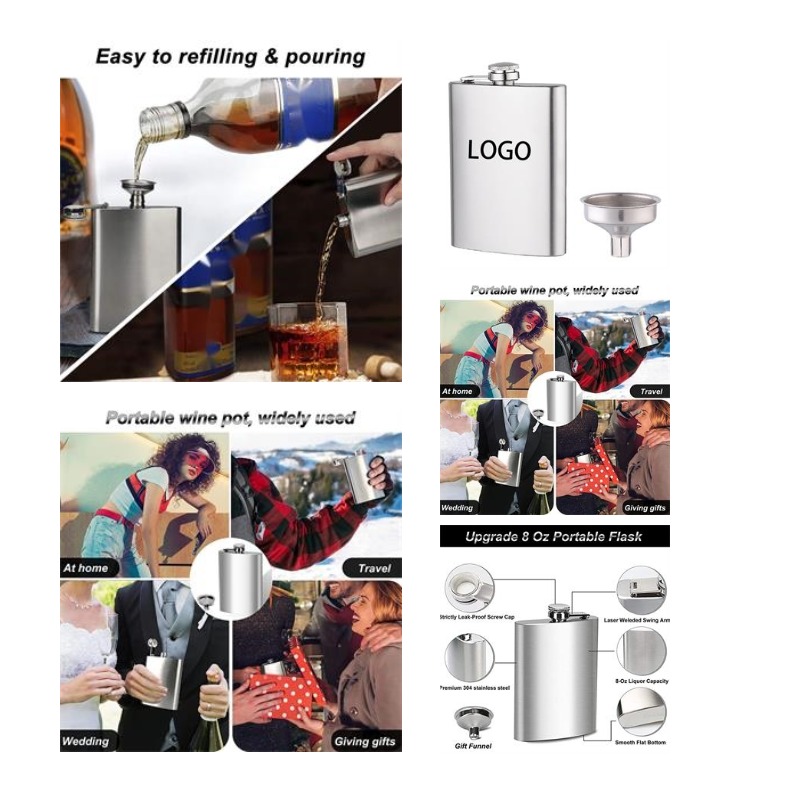 Easy to refilling & pouring
LOGO
Portable wine pot, widely used
At home
Travel
Wedding
Giving gifts
Portable wine pot, widely used
At home
Travel
Wedding
Giving gifts
Upgrade 8 Oz Portable Flask
Strictly Leak-Proof Screw Cap
Laser Weleded Swing Arm
Premium 304 stainless steel
8-Oz Liquor Capacity
Gift Funnel
Smooth Flat Bottom